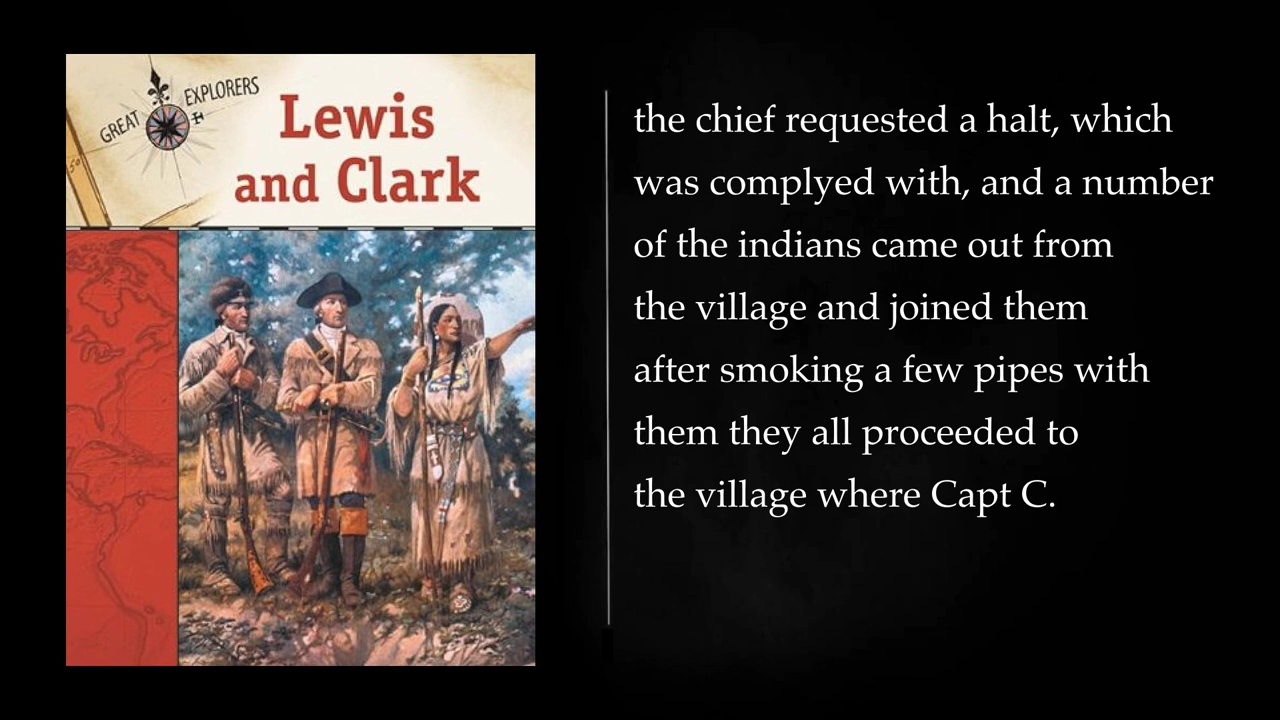 GREAT EXPLORERS
E
50
Lewis
and Clark
the chief requested a halt, which
was complyed with, and a number
of the indians came out from
the village and joined them
after smoking a few pipes with
them they all proceeded to
the village where Capt C.